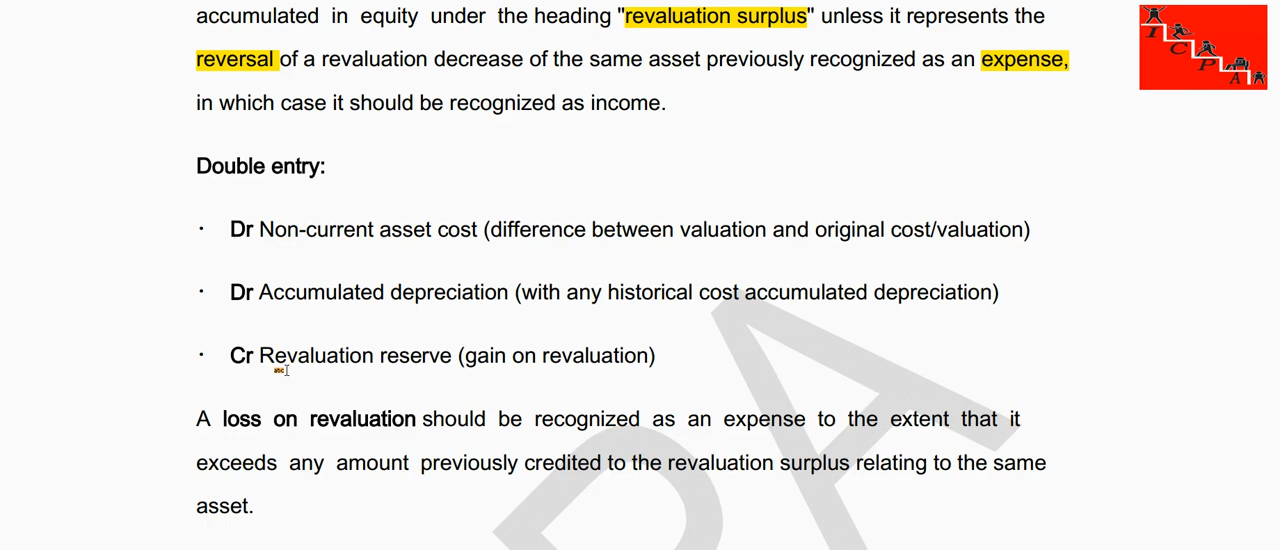 accumulated in equity under the heading "revaluation surplus" unless it represents the
reversal of a revaluation decrease of the same asset previously recognized as an expense,
in which case it should be recognized as income.
Double entry:
· Dr Non-current asset cost (difference between valuation and original cost/valuation)
· Dr Accumulated depreciation (with any historical cost accumulated depreciation)
· Cr Revaluation reserve (gain on revaluation)
A loss on revaluation should be recognized as an expense to the extent that it
exceeds any amount previously credited to the revaluation surplus relating to the same
asset.
I C P A
PA